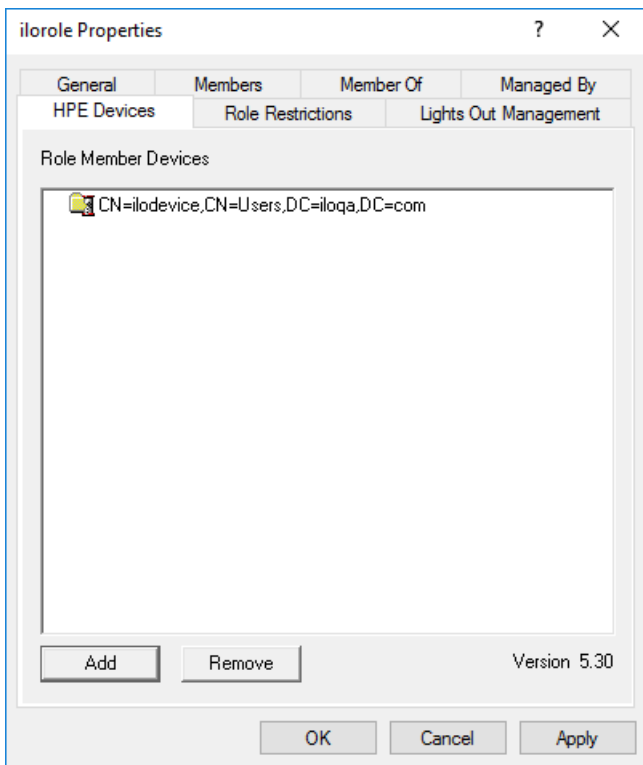 ilorole Properties ? ×
General Members Member Of Managed By
HPE Devices Role Restrictions Lights Out Management
Role Member Devices
CN=ilodevice,CN=Users,DC=iloqa,DC=com
Add Remove Version 5.30
OK Cancel Apply